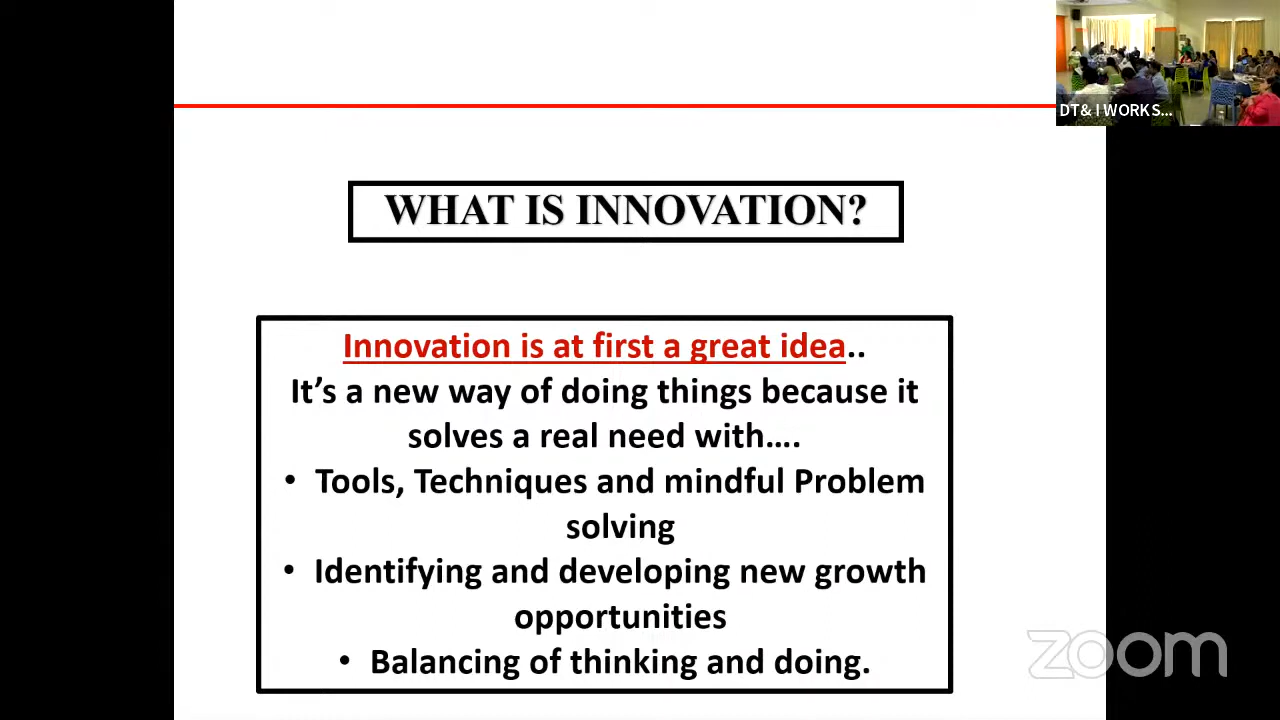 DT& I WORKS...
WHAT IS INNOVATION?
Innovation is at first a great idea..
It’s a new way of doing things because it
solves a real need with….
• Tools, Techniques and mindful Problem
solving
• Identifying and developing new growth
opportunities
• Balancing of thinking and doing.
zoom